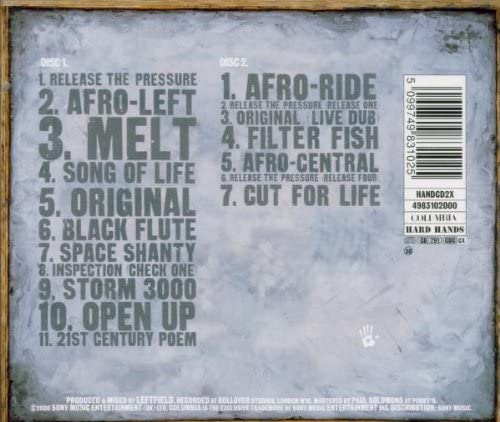 DISC 1.
1. RELEASE THE PRESSURE
2. AFRO-LEFT
3. MELT
4. SONG OF LIFE
5. ORIGINAL
6. BLACK FLUTE
7. SPACE SHANTY
8. INSPECTION (CHECK ONE)
9. STORM 3000
10. OPEN UP
11. 21ST CENTURY POEM
DISC 2.
1. AFRO-RIDE
2. RELEASE THE PRESSURE (RELEASE ONE)
3. ORIGINAL (LIVE DUB)
4. FILTER FISH
5. AFRO-CENTRAL
6. RELEASE THE PRESSURE (RELEASE FOUR)
7. CUT FOR LIFE
5 099749 831025
HANDCD2X
4983102000
COLUMBIA
HARD HANDS
GB 791 CDG CX
PRODUCED & MIXED BY LEFTFIELD. RECORDED AT ROLLOVER STUDIOS, LONDON W10. MASTERED BY PAUL SOLOMONS AT PORKY'S.
©2000 SONY MUSIC ENTERTAINMENT (UK) LTD. COLUMBIA IS THE EXCLUSIVE TRADEMARK OF SONY MUSIC ENTERTAINMENT INC. DISTRIBUTION: SONY MUSIC.